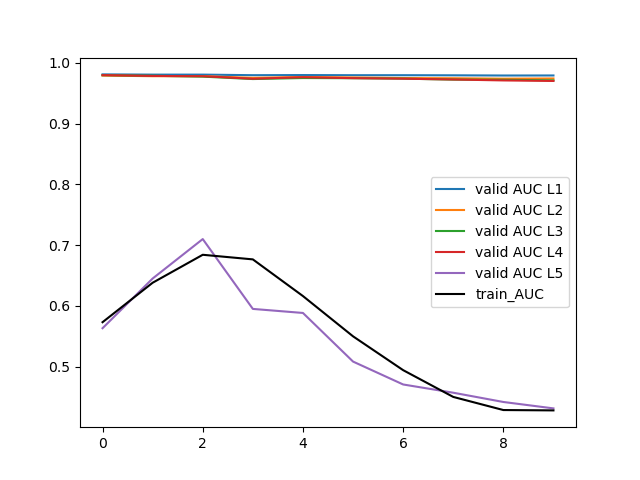 1.0
0.9
0.8
0.7
0.6
0.5
valid AUC L1
valid AUC L2
valid AUC L3
valid AUC L4
valid AUC L5
train_AUC
0 2 4 6 8